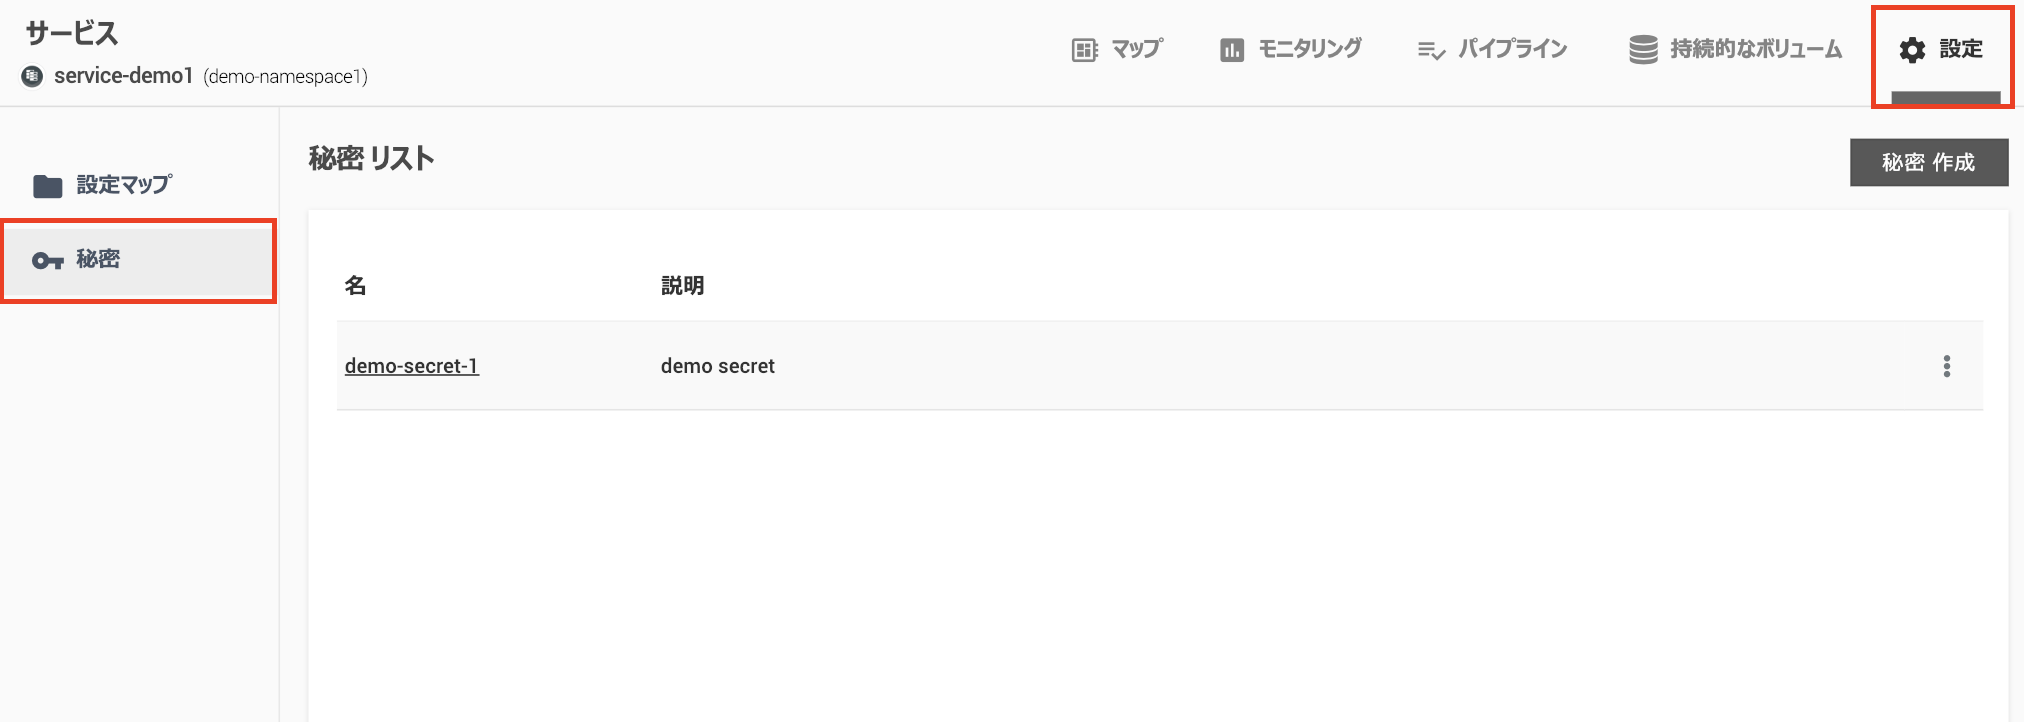 サービス
service-demo1 (demo-namespace1)
マップ
モニタリング
パイプライン
持続的なボリューム
設定
設定マップ
秘密
秘密 リスト
秘密 作成
名 説明
demo-secret-1 demo secret